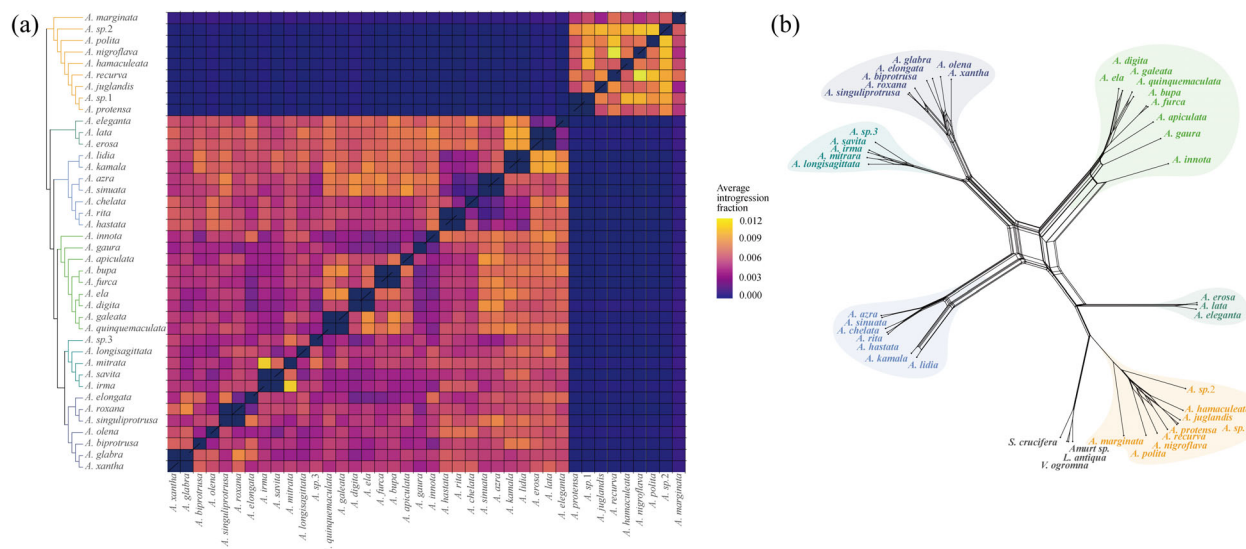 (a)
A. marginata
A. sp.2
A. polita
A. nigroflava
A. hamaculeata
A. recurva
A. juglandis
A. sp.1
A. protensa
A. eleganta
A. lata
A. erosa
A. lidia
A. kamala
A. azra
A. sinuata
A. chelata
A. rita
A. hastata
A. innota
A. gaura
A. apiculata
A. bupa
A. furca
A. ela
A. digita
A. galeata
A. quinquemaculata
A. sp.3
A. longisagittata
A. mitrata
A. savita
A. irma
A. elongata
A. roxana
A. singuliprotrusa
A. olena
A. biprotrusa
A. glabra
A. xantha
A. xantha
A. glabra
A. biprotrusa
A. olena
A. singuliprotrusa
A. roxana
A. elongata
A. irma
A. savita
A. mitrata
A. longisagittata
A. sp.3
A. quinquemaculata
A. galeata
A. digita
A. ela
A. furca
A. bupa
A. apiculata
A. gaura
A. innota
A. hastata
A. rita
A. chelata
A. sinuata
A. azra
A. kamala
A. lidia
A. erosa
A. lata
A. eleganta
A. protensa
A. sp.1
A. juglandis
A. recurva
A. hamaculeata
A. nigroflava
A. polita
A. sp.2
A. marginata
Average
introgression
fraction
0.012
0.009
0.006
0.003
0.000
(b)
A. glabra
A. elongata
A. olena
A. biprotrusa
A. xantha
A. roxana
A. singuliprotrusa
A. sp.3
A. savita
A. irma
A. mitrara
A. longisagittata
A. digita
A. galeata
A. ela
A. quinquemaculata
A. bupa
A. furca
A. apiculata
A. gaura
A. innota
A. azra
A. sinuata
A. chelata
A. rita
A. hastata
A. kamala
A. lidia
A. erosa
A. lata
A. eleganta
A. sp.2
A. hamaculeata
A. juglandis
A. protensa
A. sp.
A. recurva
A. marginata
A. nigroflava
A. polita
S. crucifera
Amurt sp.
L. antiqua
V. ogromna